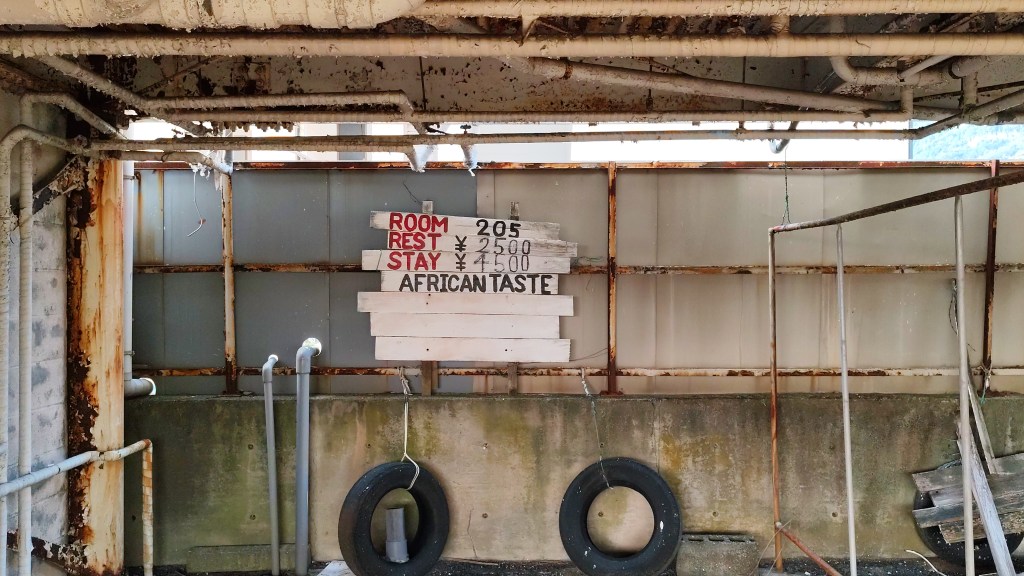 ROOM 205
REST ¥ 2500
STAY ¥ 4500
AFRICAN TASTE